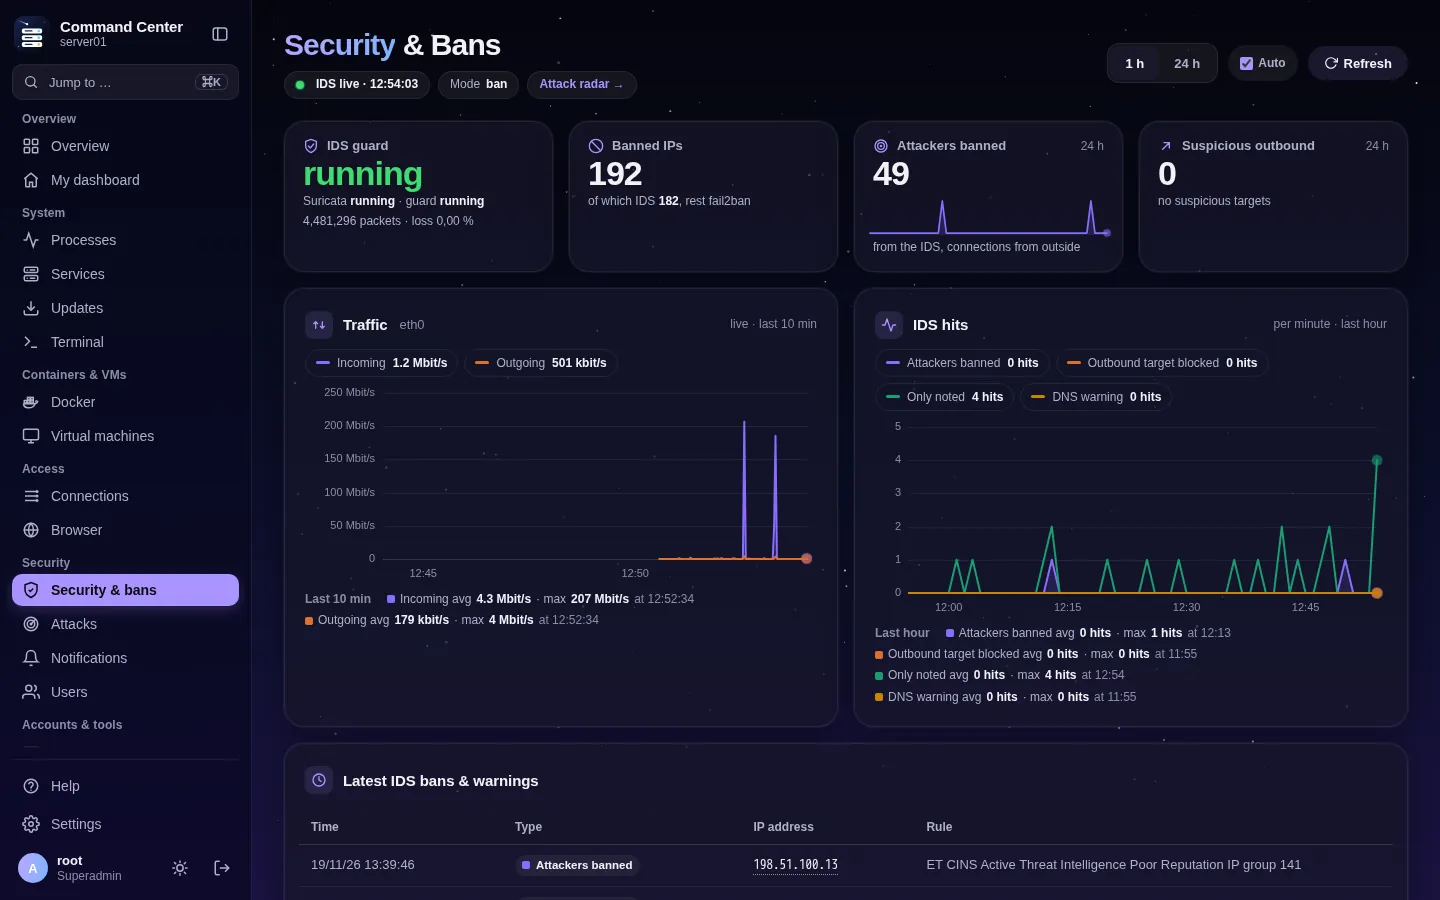 Command Center
server01
Jump to …
⌘K
Overview
Overview
My dashboard
System
Processes
Services
Updates
Terminal
Containers & VMs
Docker
Virtual machines
Access
Connections
Browser
Security
Security & bans
Attacks
Notifications
Users
Accounts & tools
Help
Settings
A
root
Superadmin
Security & Bans
IDS live · 12:54:03
Mode ban
Attack radar →
1 h
24 h
Auto
Refresh
IDS guard
running
Suricata running · guard running
4,481,296 packets · loss 0,00 %
Banned IPs
192
of which IDS 182, rest fail2ban
Attackers banned 24 h
49
from the IDS, connections from outside
Suspicious outbound 24 h
0
no suspicious targets
Traffic eth0 live · last 10 min
Incoming 1.2 Mbit/s
Outgoing 501 kbit/s
250 Mbit/s
200 Mbit/s
150 Mbit/s
100 Mbit/s
50 Mbit/s
0
12:45 12:50
Last 10 min Incoming avg 4.3 Mbit/s · max 207 Mbit/s at 12:52:34
Outgoing avg 179 kbit/s · max 4 Mbit/s at 12:52:34
IDS hits per minute · last hour
Attackers banned 0 hits
Outbound target blocked 0 hits
Only noted 4 hits
DNS warning 0 hits
5
4
3
2
1
0
12:00 12:15 12:30 12:45
Last hour Attackers banned avg 0 hits · max 1 hits at 12:13
Outbound target blocked avg 0 hits · max 0 hits at 11:55
Only noted avg 0 hits · max 4 hits at 12:54
DNS warning avg 0 hits · max 0 hits at 11:55
Latest IDS bans & warnings
Time Type IP address Rule
19/11/26 13:39:46 Attackers banned 198.51.100.13 ET CINS Active Threat Intelligence Poor Reputation IP group 141